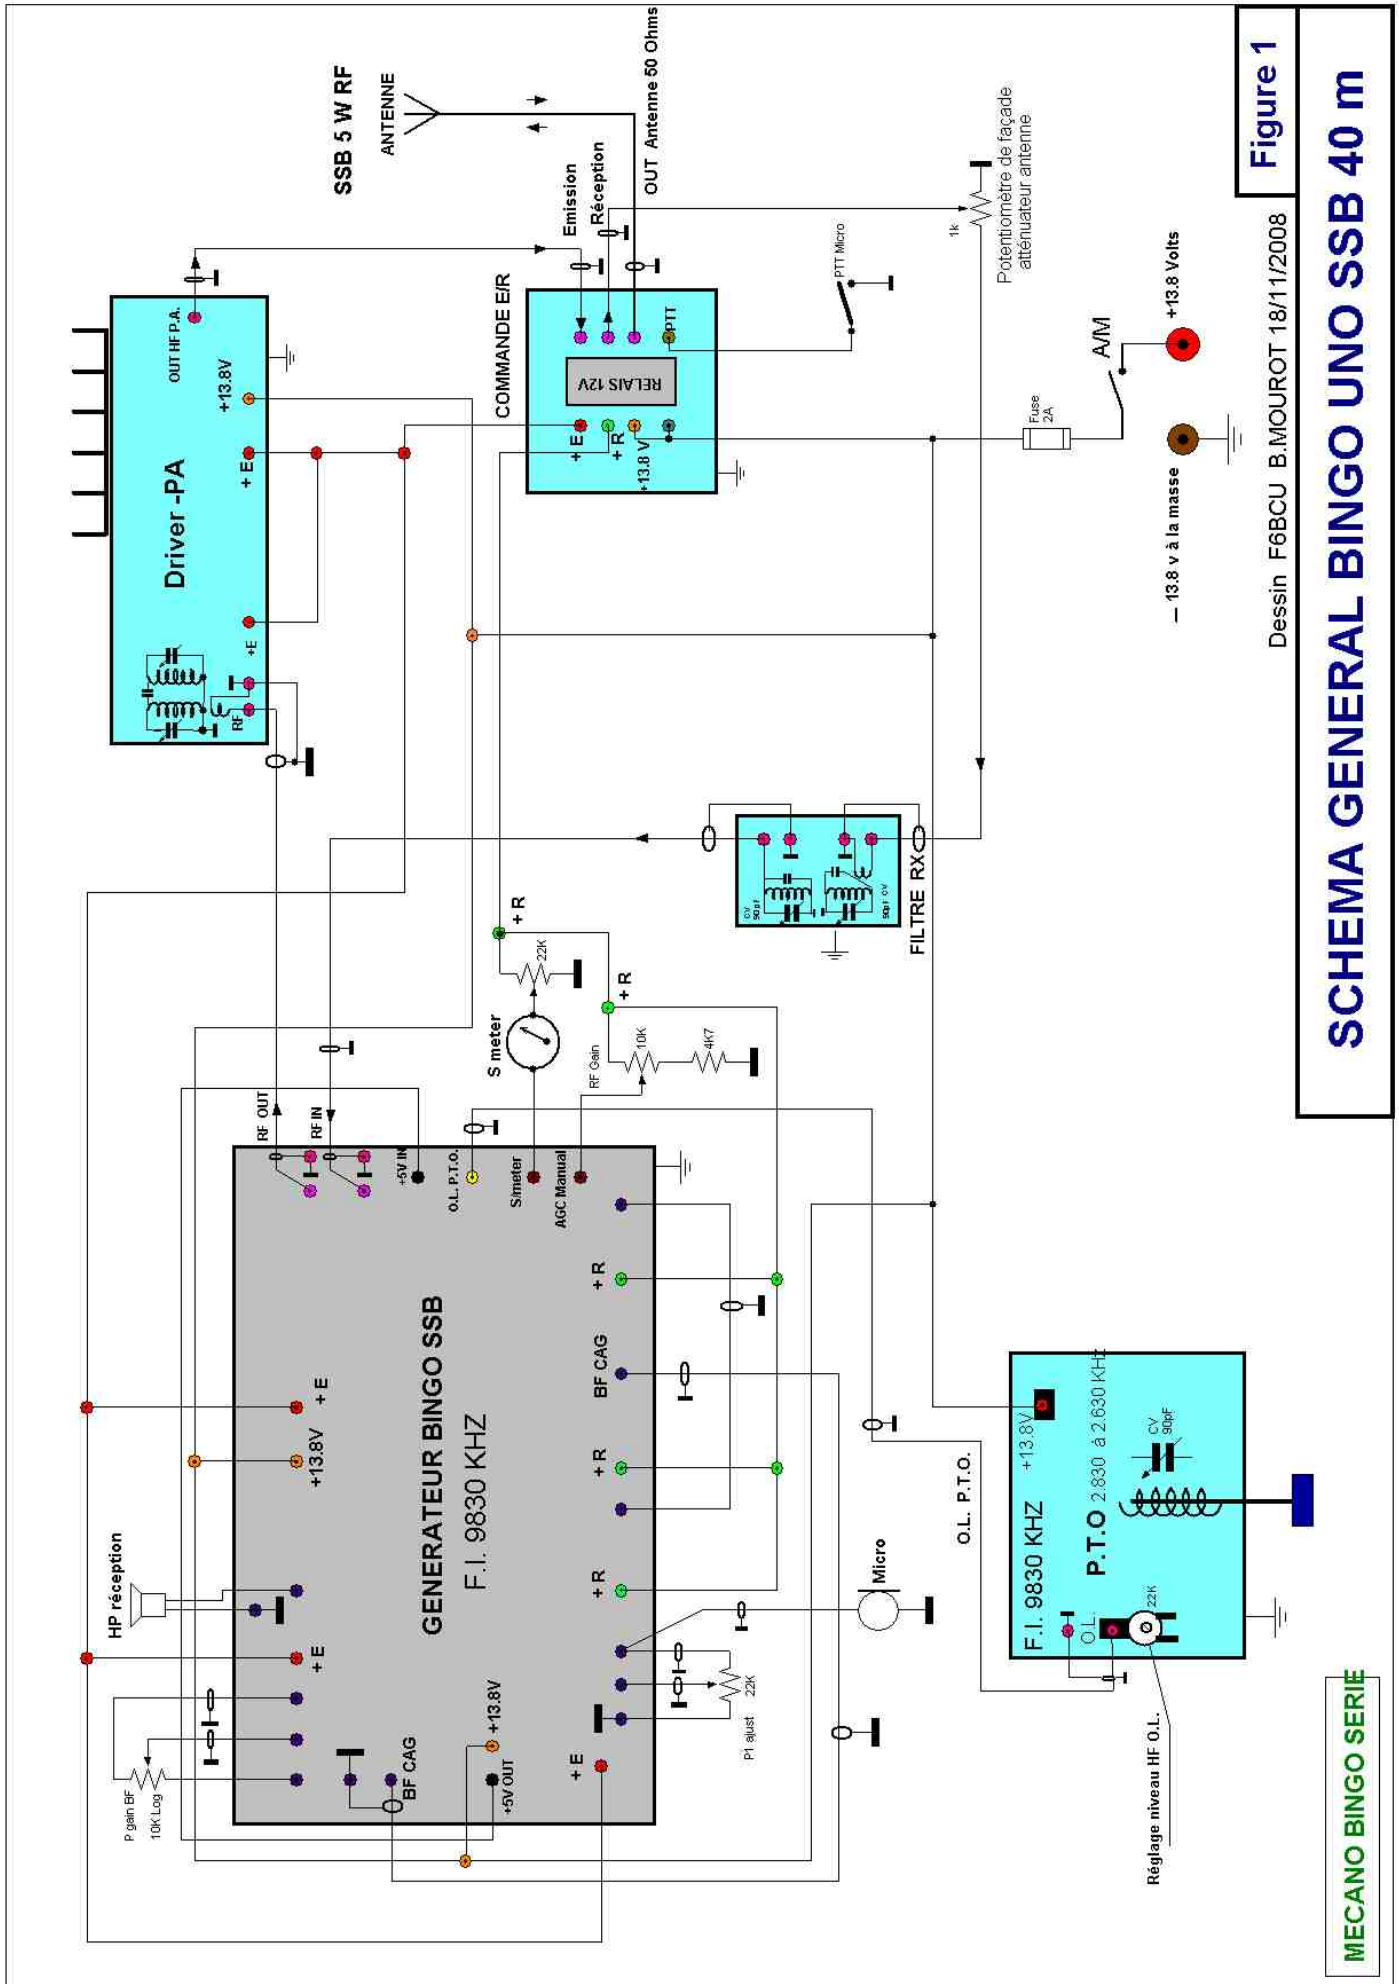 SCHEMA GENERAL BINGO UNO SSB 40 m
Figure 1
Dessin F6BCU B.MOUROT 18/11/2008
MECANO BINGO SERIE
SSB 5 W RF
ANTENNE
OUT Antenne 50 Ohms
Emission
Réception
OUT HF P.A.
+13.8V
+ E
Driver -PA
+E
RF
COMMANDE E/R
RELAIS 12V
+ E
+ R
+13.8 V
PTT
PTT Micro
1k
Potentiomètre de façade
atténuateur antenne
A/M
Fuse
2A
+13.8 Volts
— 13.8 v à la masse
FILTRE RX
CV
90pF
90pF CV
+ R
22K
S meter
+ R
RF Gain
10K
4K7
RF OUT
RF IN
+5V IN
O.L. P.T.O.
S/meter
AGC Manual
GENERATEUR BINGO SSB
F.I. 9830 KHZ
+ E
+13.8V
HP réception
+ E
P gain BF
10K Log
BF CAG
+13.8V
+5V OUT
+ E
+ R
BF CAG
+ R
+ R
22K
P1 ajust
Micro
O.L. P.T.O.
F.I. 9830 KHZ
+13.8V
P.T.O 2.830 à 2.630 KHz
CV
90pF
O.L.
22K
Réglage niveau HF O.L.